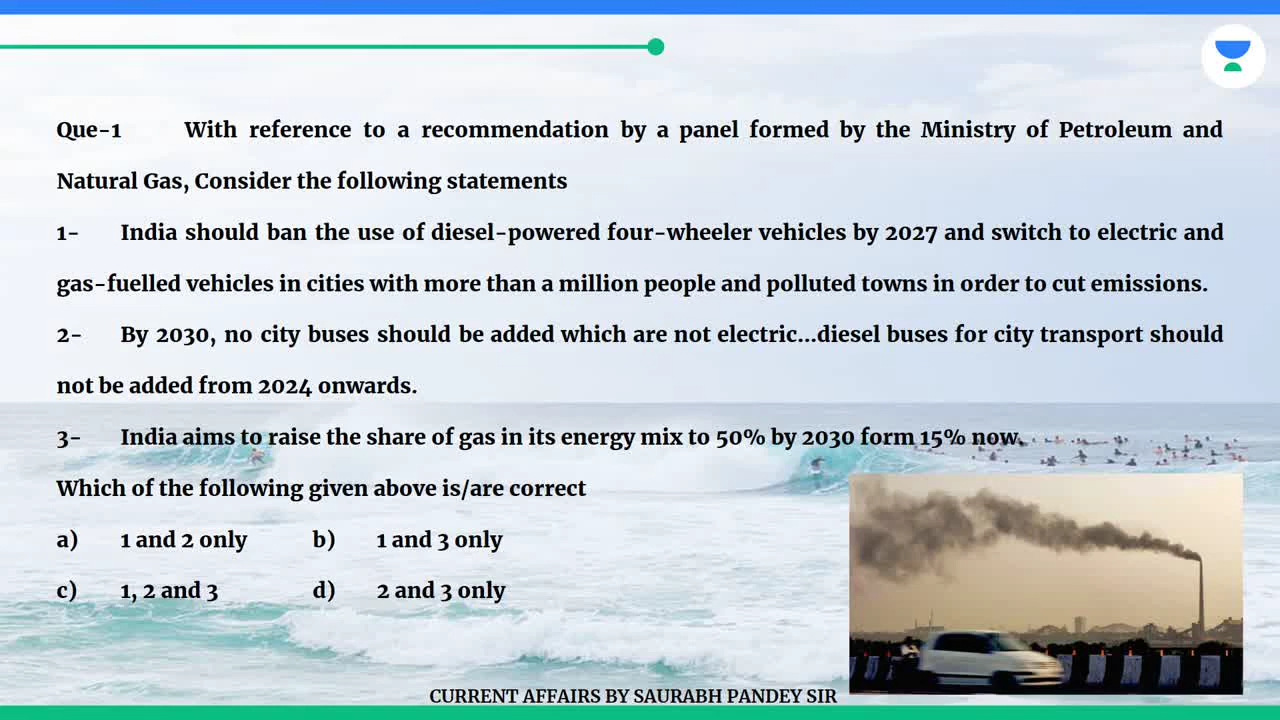 Que-1 With reference to a recommendation by a panel formed by the Ministry of Petroleum and
Natural Gas, Consider the following statements
1- India should ban the use of diesel-powered four-wheeler vehicles by 2027 and switch to electric and
gas-fuelled vehicles in cities with more than a million people and polluted towns in order to cut emissions.
2- By 2030, no city buses should be added which are not electric...diesel buses for city transport should
not be added from 2024 onwards.
3- India aims to raise the share of gas in its energy mix to 50% by 2030 form 15% now.
Which of the following given above is/are correct
a) 1 and 2 only b) 1 and 3 only
c) 1, 2 and 3 d) 2 and 3 only
CURRENT AFFAIRS BY SAURABH PANDEY SIR